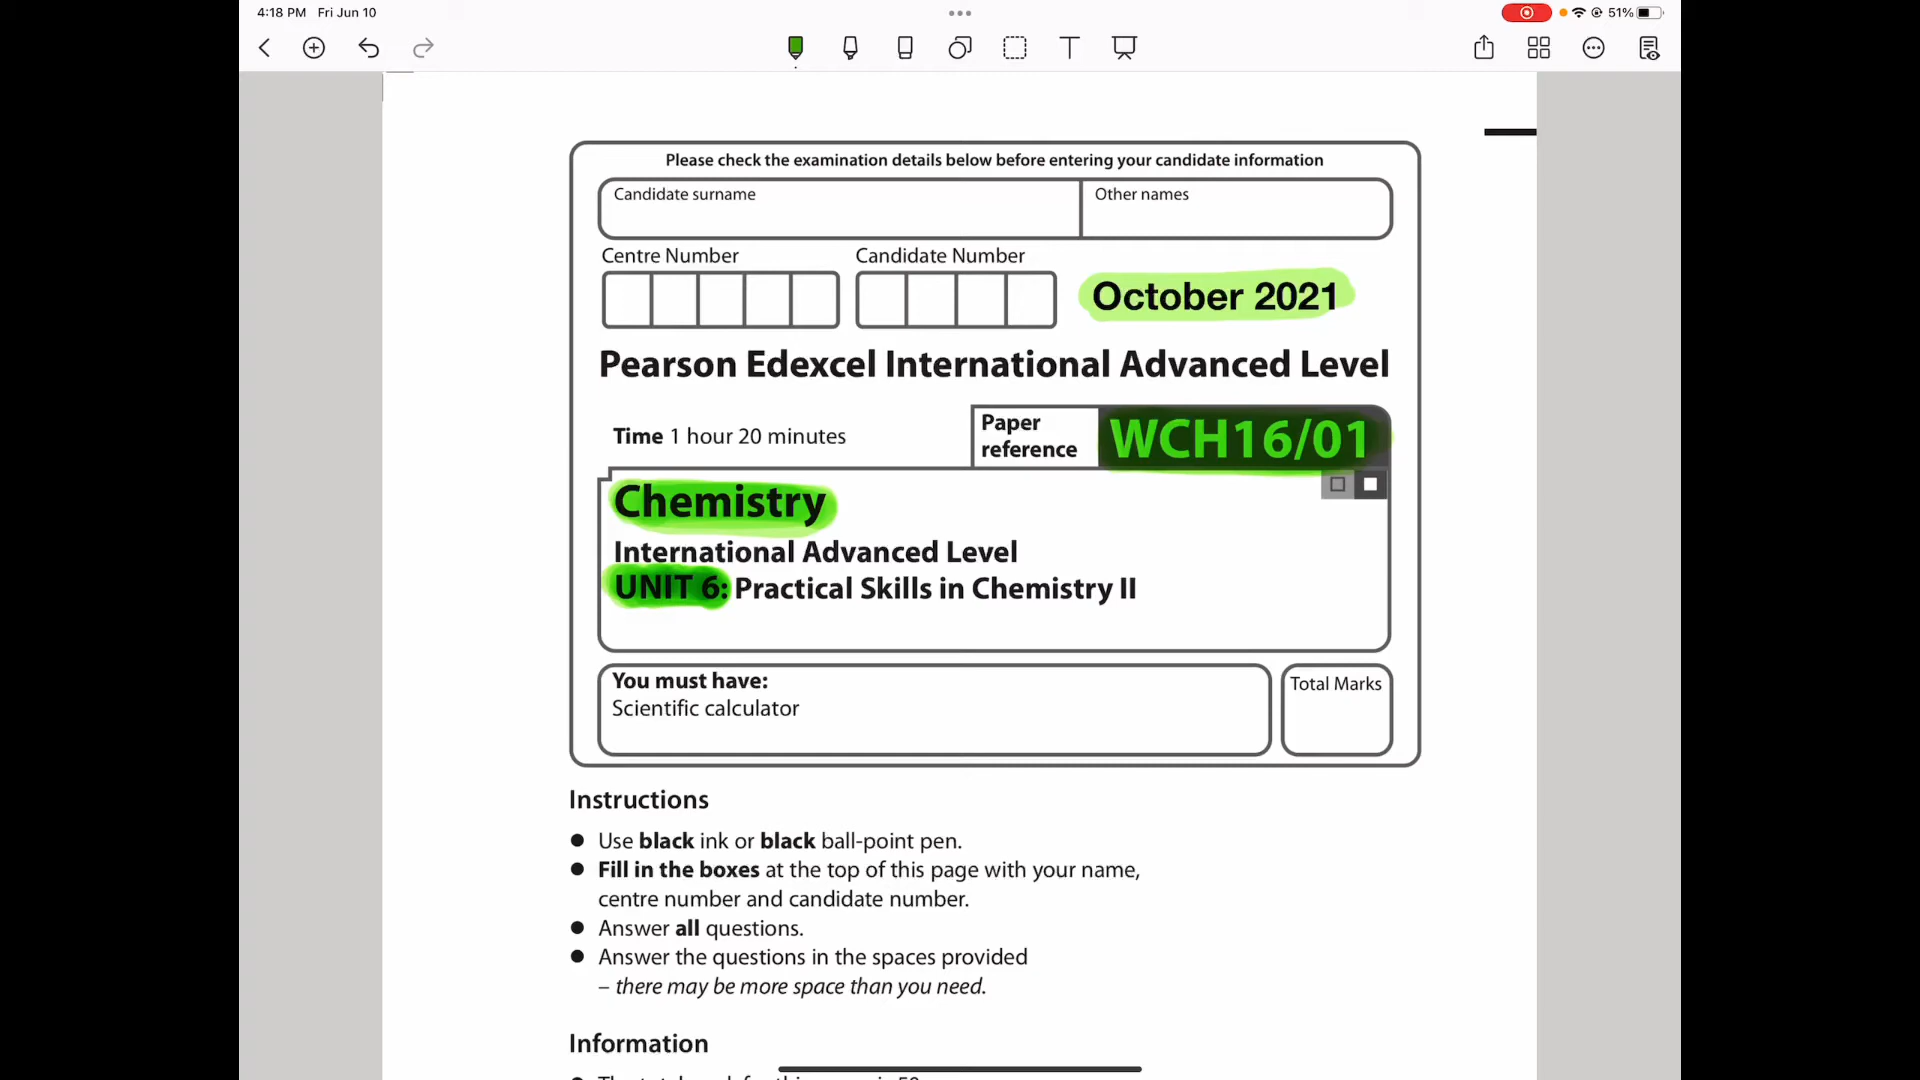 4:18 PM Fri Jun 10
51%
Please check the examination details below before entering your candidate information
Candidate surname
Other names
Centre Number
Candidate Number
October 2021
Pearson Edexcel International Advanced Level
Time 1 hour 20 minutes
Paper
reference
WCH16/01
Chemistry
International Advanced Level
UNIT 6: Practical Skills in Chemistry II
You must have:
Scientific calculator
Total Marks
Instructions
● Use black ink or black ball-point pen.
● Fill in the boxes at the top of this page with your name,
centre number and candidate number.
● Answer all questions.
● Answer the questions in the spaces provided
– there may be more space than you need.
Information